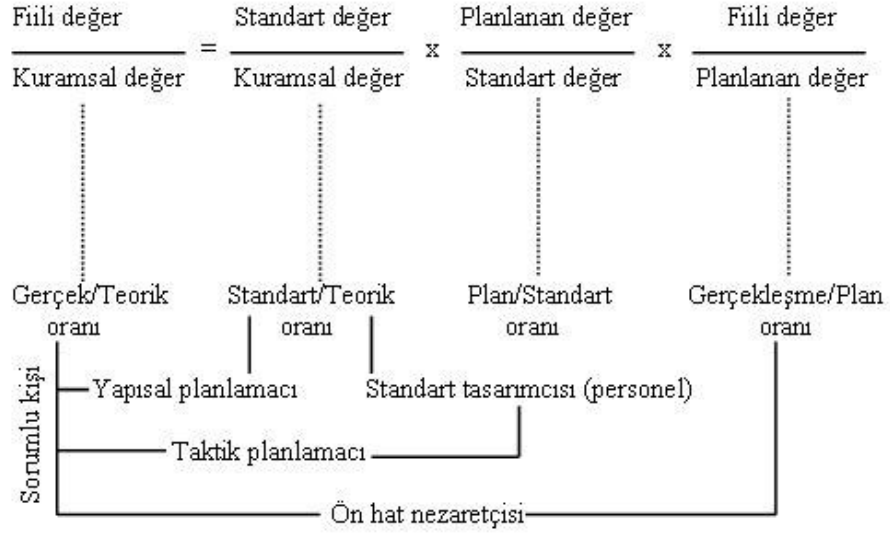 Fiili değer Standart değer Planlanan değer Fiili değer
= x x
Kuramsal değer Kuramsal değer Standart değer Planlanan değer
Gerçek/Teorik Standart/Teorik Plan/Standart Gerçekleşme/Plan
oranı oranı oranı oranı
Sorumlu kişi
Yapısal planlamacı Standart tasarımcısı (personel)
Taktik planlamacı
Ön hat nezaretçisi